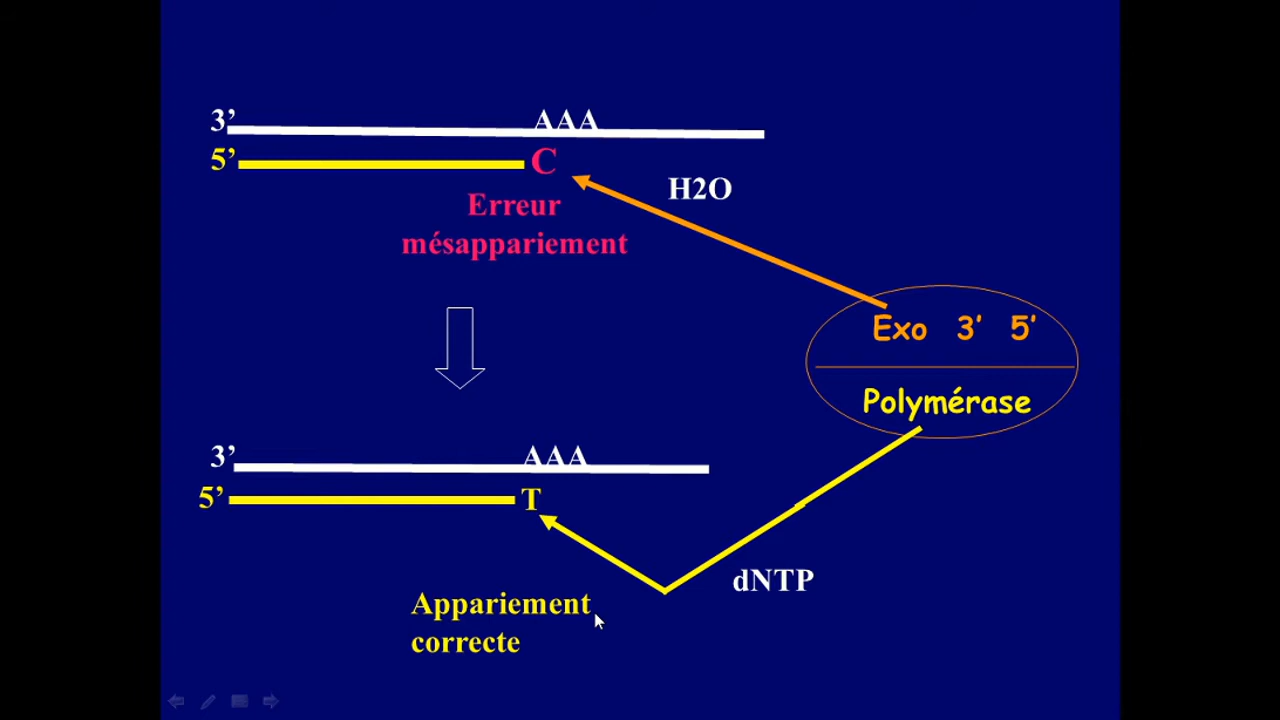 3’ AAA
5’ C
H2O
Erreur
mésappariement
Exo 3’ 5’
Polymérase
3’ AAA
5’ T
dNTP
Appariement
correcte